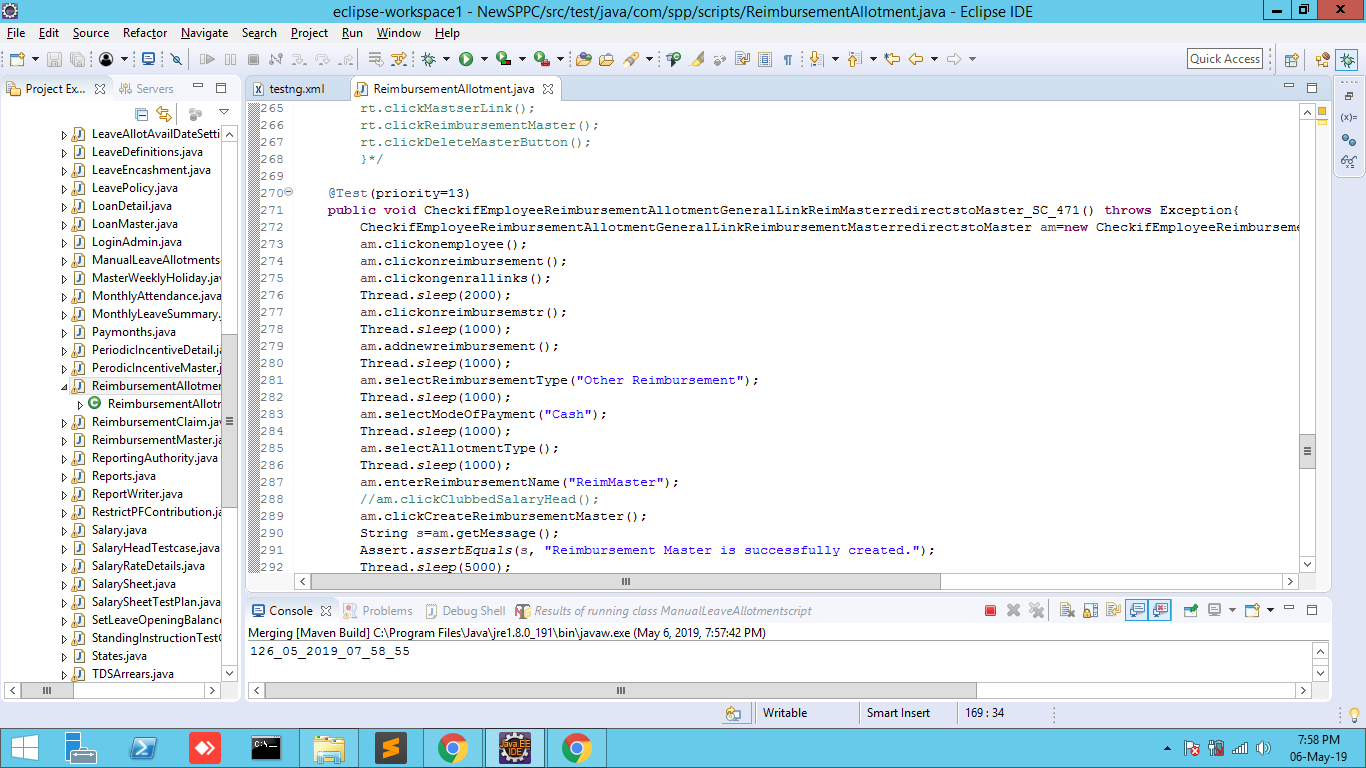 eclipse-workspace1 - NewSPPC/src/test/java/com/spp/scripts/ReimbursementAllotment.java - Eclipse IDE
File Edit Source Refactor Navigate Search Project Run Window Help
Quick Access
Project Ex... Servers
LeaveAllotAvailDateSetti
LeaveDefinitions.java
LeaveEncashment.java
LeavePolicy.java
LoanDetail.java
LoanMaster.java
LoginAdmin.java
ManualLeaveAllotments
MasterWeeklyHoliday.jav
MonthlyAttendance.java
MonthlyLeaveSummary.
Paymonths.java
PeriodicIncentiveDetail.ja
PerodicIncentiveMaster.j
ReimbursementAllotmer
ReimbursementAllotr
ReimbursementClaim.jav
ReimbursementMaster.ja
ReportingAuthority.java
Reports.java
ReportWriter.java
RestrictPFContribution.ja
Salary.java
SalaryHeadTestcase.java
SalaryRateDetails.java
SalarySheet.java
SalarySheetTestPlan.java
SetLeaveOpeningBalance
StandingInstructionTestC
States.java
TDSArrears.java
testng.xml ReimbursementAllotment.java
265 rt.clickMastserLink();
266 rt.clickReimbursementMaster();
267 rt.clickDeleteMasterButton();
268 }*/
269
270 @Test(priority=13)
271 public void CheckifEmployeeReimbursementAllotmentGeneralLinkReimMasterredirectstoMaster_SC_471() throws Exception{
272 CheckifEmployeeReimbursementAllotmentGeneralLinkReimbursementMasterredirectstoMaster am=new CheckifEmployeeReimburseme
273 am.clickonemployee();
274 am.clickonreimbursement();
275 am.clickongenrallinks();
276 Thread.sleep(2000);
277 am.clickonreimbursemstr();
278 Thread.sleep(1000);
279 am.addnewreimbursement();
280 Thread.sleep(1000);
281 am.selectReimbursementType("Other Reimbursement");
282 Thread.sleep(1000);
283 am.selectModeOfPayment("Cash");
284 Thread.sleep(1000);
285 am.selectAllotmentType();
286 Thread.sleep(1000);
287 am.enterReimbursementName("ReimMaster");
288 //am.clickClubbedSalaryHead();
289 am.clickCreateReimbursementMaster();
290 String s=am.getMessage();
291 Assert.assertEquals(s, "Reimbursement Master is successfully created.");
292 Thread.sleep(5000);
Console Problems Debug Shell Results of running class ManualLeaveAllotmentscript
Merging [Maven Build] C:\Program Files\Java\jre1.8.0_191\bin\javaw.exe (May 6, 2019, 7:57:42 PM)
126_05_2019_07_58_55
Writable Smart Insert 169 : 34
Java EE IDE
7:58 PM
06-May-19